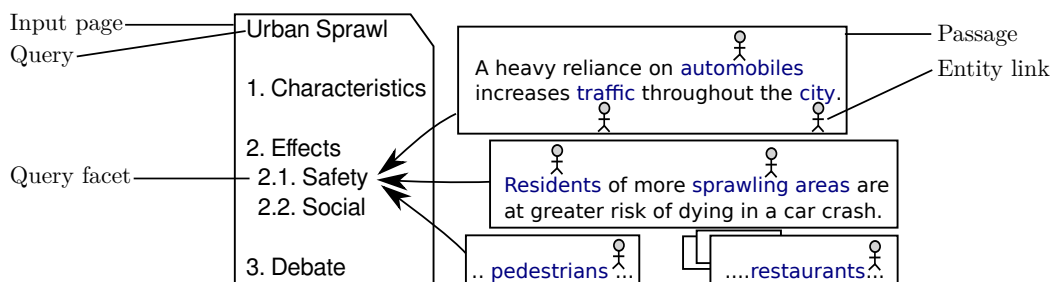 Input page
Query
Query facet
Urban Sprawl
1. Characteristics
2. Effects
2.1. Safety
2.2. Social
3. Debate
A heavy reliance on automobiles
increases traffic throughout the city.
Residents of more sprawling areas are
at greater risk of dying in a car crash.
.. pedestrians ...
....restaurants...
Passage
Entity link